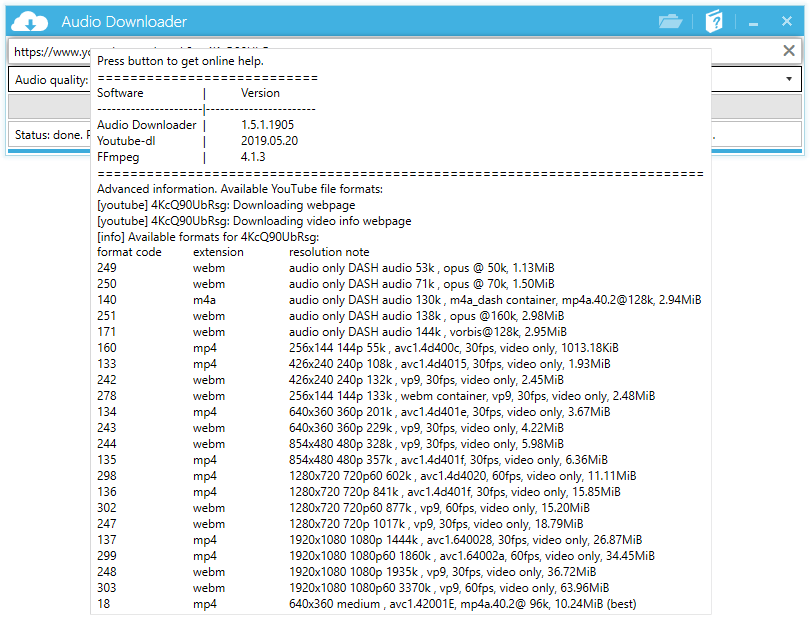 Audio Downloader
https://www.yo
Audio quality:
Status: done.
Press button to get online help.
===========================
Software | Version
-----------------------|-----------------------
Audio Downloader | 1.5.1.1905
Youtube-dl | 2019.05.20
FFmpeg | 4.1.3
==========================================================================
Advanced information. Available YouTube file formats:
[youtube] 4KcQ90UbRsg: Downloading webpage
[youtube] 4KcQ90UbRsg: Downloading video info webpage
[info] Available formats for 4KcQ90UbRsg:
format code extension resolution note
249 webm audio only DASH audio 53k , opus @ 50k, 1.13MiB
250 webm audio only DASH audio 71k , opus @ 70k, 1.50MiB
140 m4a audio only DASH audio 130k , m4a_dash container, mp4a.40.2@128k, 2.94MiB
251 webm audio only DASH audio 138k , opus @160k, 2.98MiB
171 webm audio only DASH audio 144k , vorbis@128k, 2.95MiB
160 mp4 256x144 144p 55k , avc1.4d400c, 30fps, video only, 1013.18KiB
133 mp4 426x240 240p 108k , avc1.4d4015, 30fps, video only, 1.93MiB
242 webm 426x240 240p 132k , vp9, 30fps, video only, 2.45MiB
278 webm 256x144 144p 133k , webm container, vp9, 30fps, video only, 2.48MiB
134 mp4 640x360 360p 201k , avc1.4d401e, 30fps, video only, 3.67MiB
243 webm 640x360 360p 229k , vp9, 30fps, video only, 4.22MiB
244 webm 854x480 480p 328k , vp9, 30fps, video only, 5.98MiB
135 mp4 854x480 480p 357k , avc1.4d401f, 30fps, video only, 6.36MiB
298 mp4 1280x720 720p60 602k , avc1.4d4020, 60fps, video only, 11.11MiB
136 mp4 1280x720 720p 841k , avc1.4d401f, 30fps, video only, 15.85MiB
302 webm 1280x720 720p60 877k , vp9, 60fps, video only, 15.20MiB
247 webm 1280x720 720p 1017k , vp9, 30fps, video only, 18.79MiB
137 mp4 1920x1080 1080p 1444k , avc1.640028, 30fps, video only, 26.87MiB
299 mp4 1920x1080 1080p60 1860k , avc1.64002a, 60fps, video only, 34.45MiB
248 webm 1920x1080 1080p 1935k , vp9, 30fps, video only, 36.72MiB
303 webm 1920x1080 1080p60 3370k , vp9, 60fps, video only, 63.96MiB
18 mp4 640x360 medium , avc1.42001E, mp4a.40.2@ 96k, 10.24MiB (best)